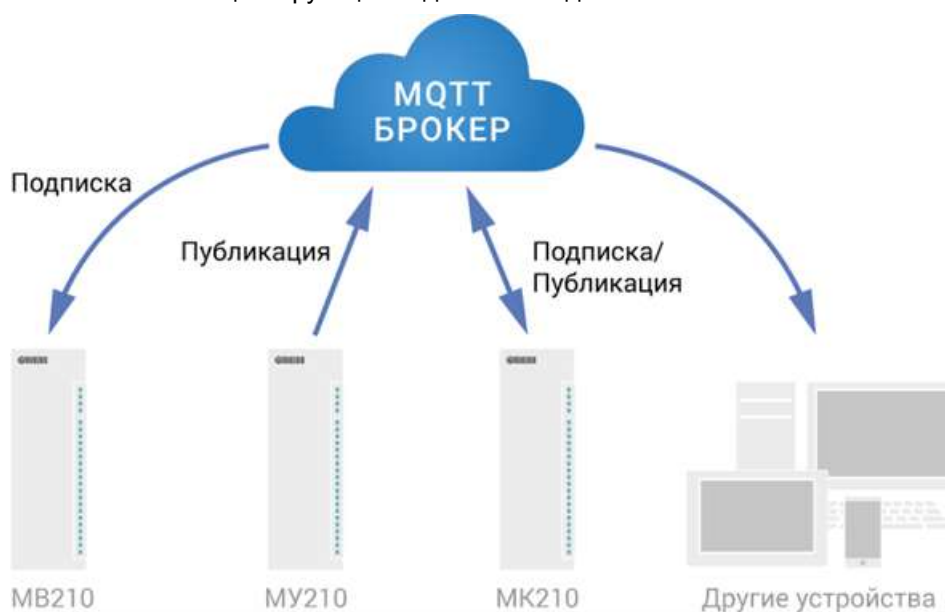 MQTT
БРОКЕР
Подписка
Публикация
Подписка/
Публикация
МВ210
МУ210
МК210
Другие устройства